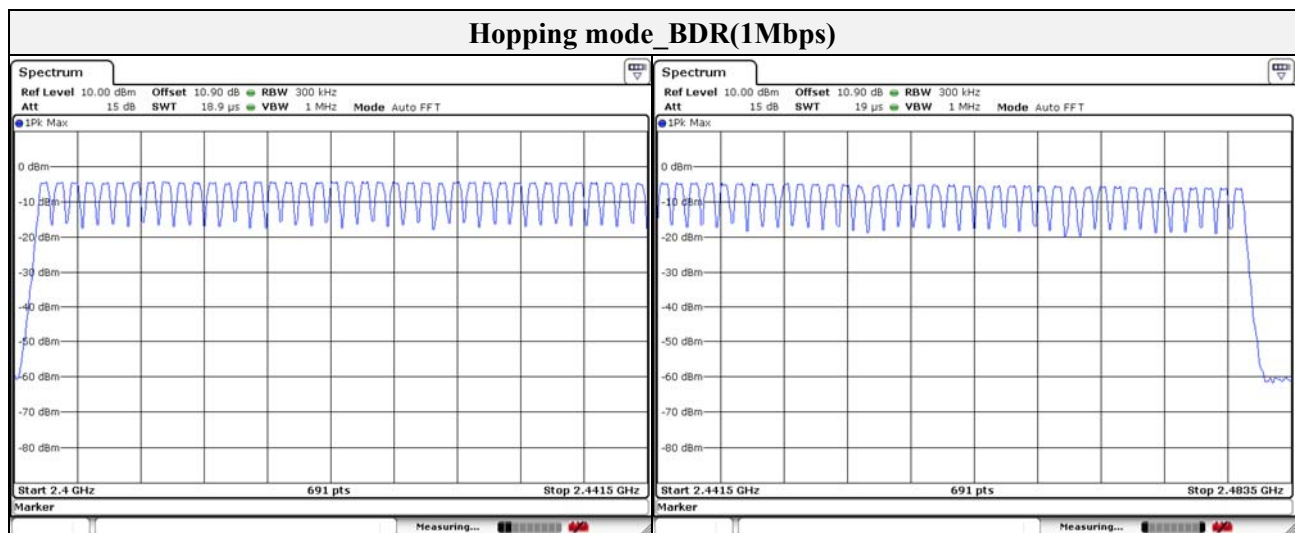 Hopping mode_BDR(1Mbps)
Spectrum
Ref Level 10.00 dBm Offset 10.90 dB RBW 300 kHz
Att 15 dB SWT 18.9 µs VBW 1 MHz Mode Auto FFT
1Pk Max
0 dBm
-10 dBm
-20 dBm
-30 dBm
-40 dBm
-50 dBm
-60 dBm
-70 dBm
-80 dBm
Start 2.4 GHz 691 pts Stop 2.4415 GHz
Marker
Measuring...
Spectrum
Ref Level 10.00 dBm Offset 10.90 dB RBW 300 kHz
Att 15 dB SWT 19 µs VBW 1 MHz Mode Auto FFT
1Pk Max
0 dBm
-10 dBm
-20 dBm
-30 dBm
-40 dBm
-50 dBm
-60 dBm
-70 dBm
-80 dBm
Start 2.4415 GHz 691 pts Stop 2.4835 GHz
Marker
Measuring...